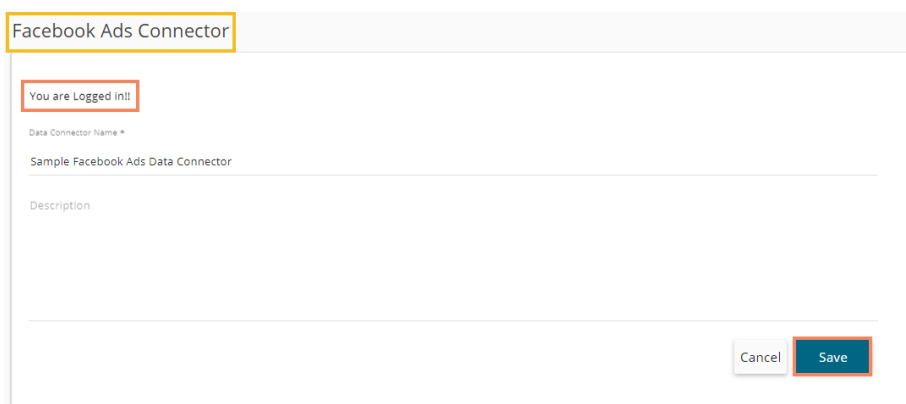 Facebook Ads Connector
You are Logged in!!
Data Connector Name *
Sample Facebook Ads Data Connector
Description
Cancel Save